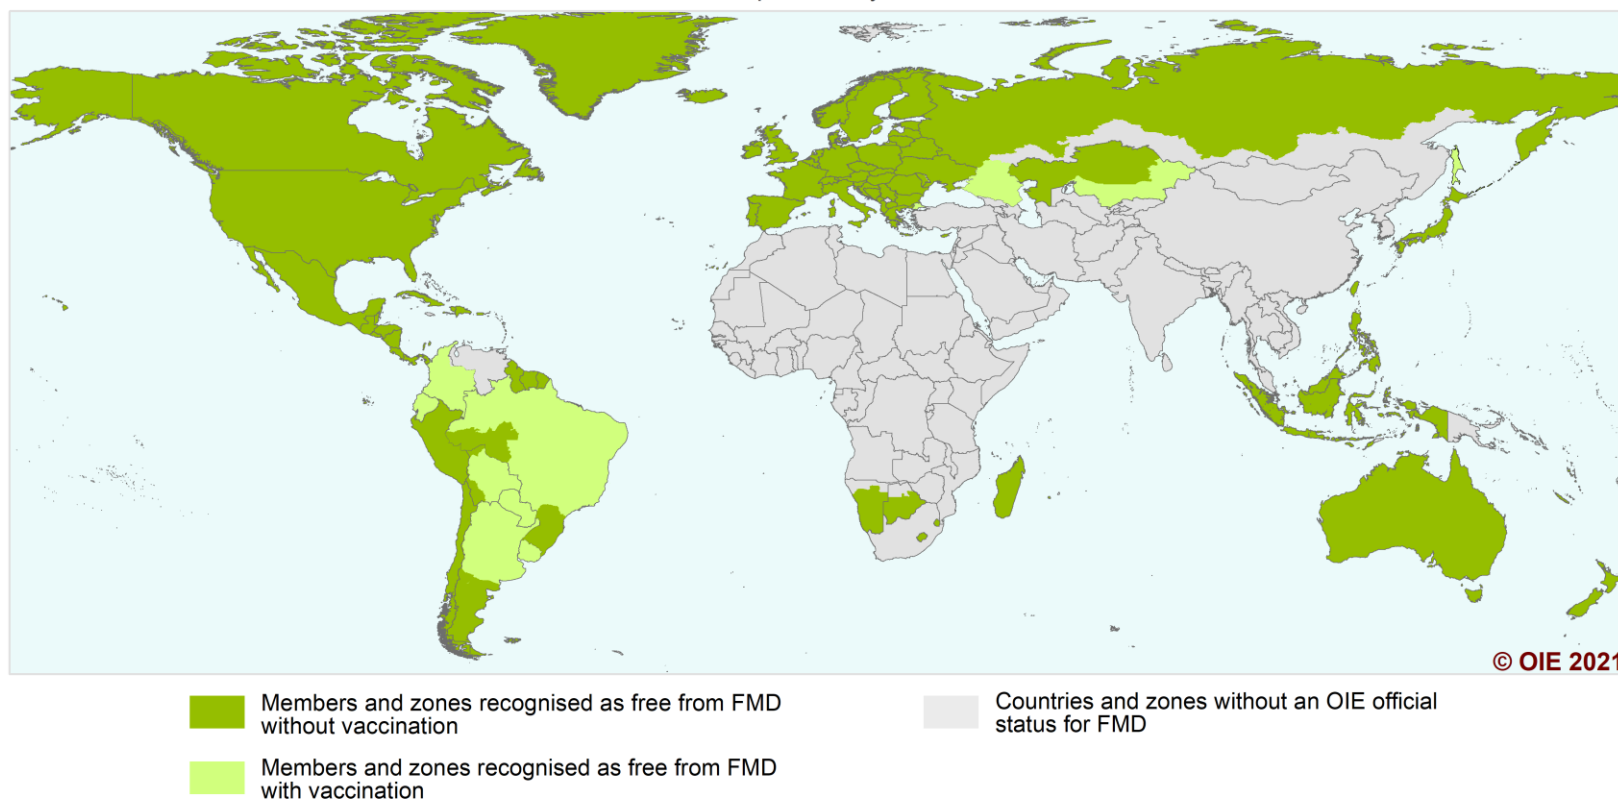 © OIE 2021
Members and zones recognised as free from FMD
without vaccination
Countries and zones without an OIE official
status for FMD
Members and zones recognised as free from FMD
with vaccination